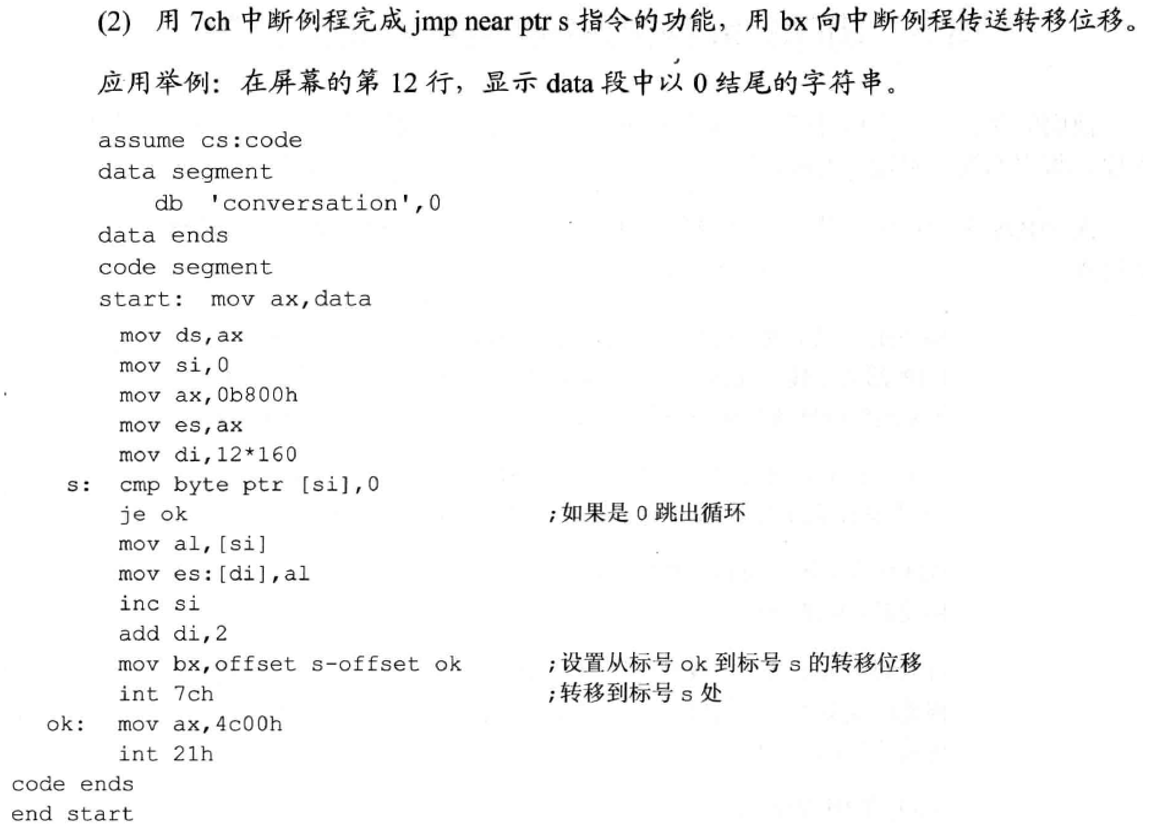 (2) 用 7ch 中断例程完成 jmp near ptr s 指令的功能，用 bx 向中断例程传送转移位移。
应用举例：在屏幕的第 12 行，显示 data 段中以 0 结尾的字符串。
assume cs:code
data segment
db 'conversation',0
data ends
code segment
start: mov ax,data
mov ds,ax
mov si,0
mov ax,0b800h
mov es,ax
mov di,12*160
s: cmp byte ptr [si],0
je ok ;如果是 0 跳出循环
mov al,[si]
mov es:[di],al
inc si
add di,2
mov bx,offset s-offset ok ;设置从标号 ok 到标号 s 的转移位移
int 7ch ;转移到标号 s 处
ok: mov ax,4c00h
int 21h
code ends
end start